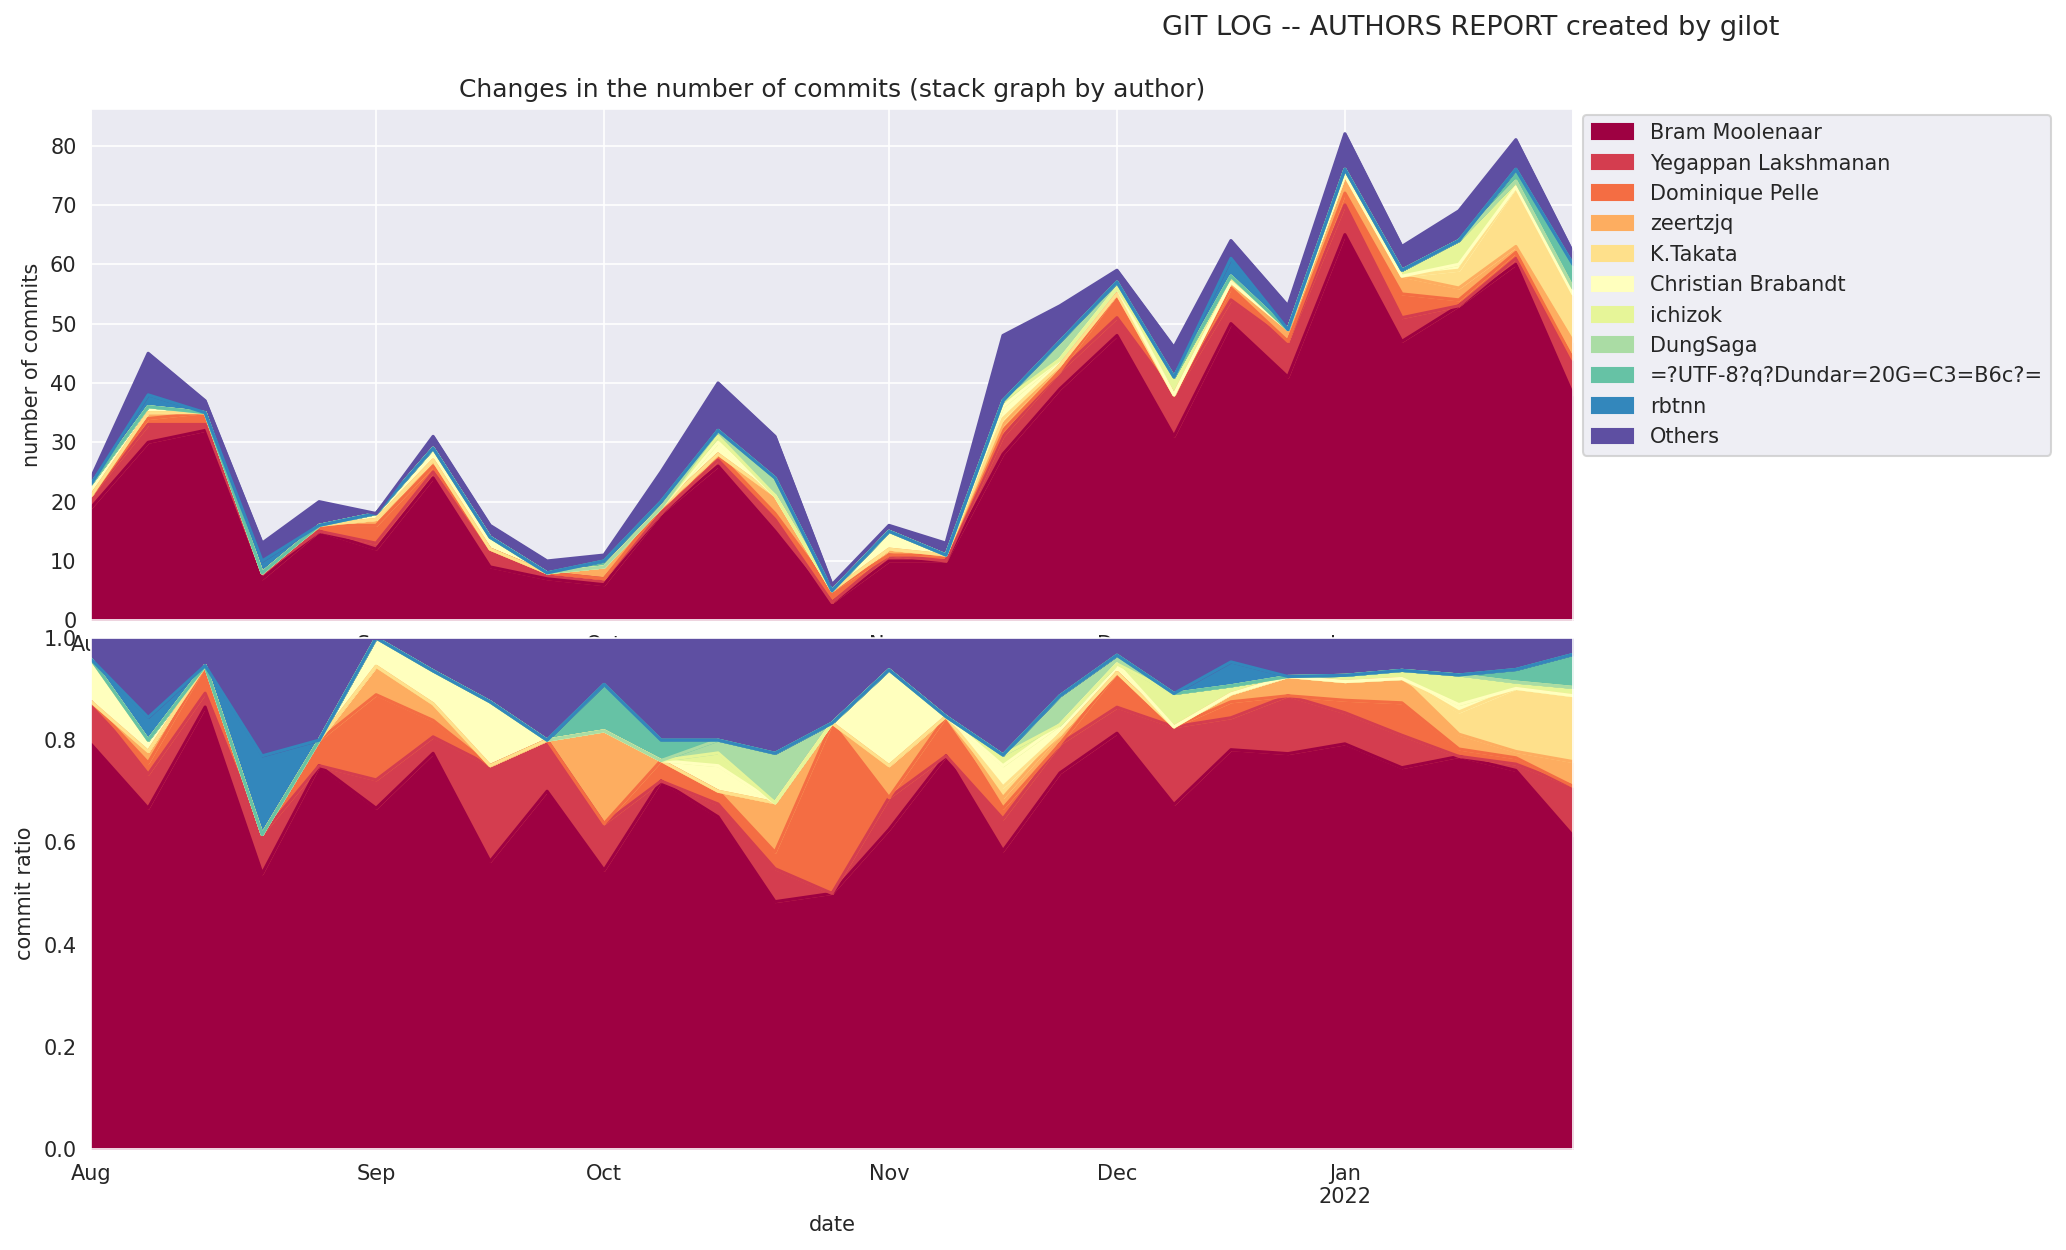 GIT LOG -- AUTHORS REPORT created by gilot
Changes in the number of commits (stack graph by author)
number of commits
80
70
60
50
40
30
20
10
0
Bram Moolenaar
Yegappan Lakshmanan
Dominique Pelle
zeertzjq
K.Takata
Christian Brabandt
ichizok
DungSaga
=?UTF-8?q?Dundar=20G=C3=B6c?=
rbtnn
Others
commit ratio
1.0
0.8
0.6
0.4
0.2
0.0
Aug Sep Oct Nov Dec Jan
2022
date